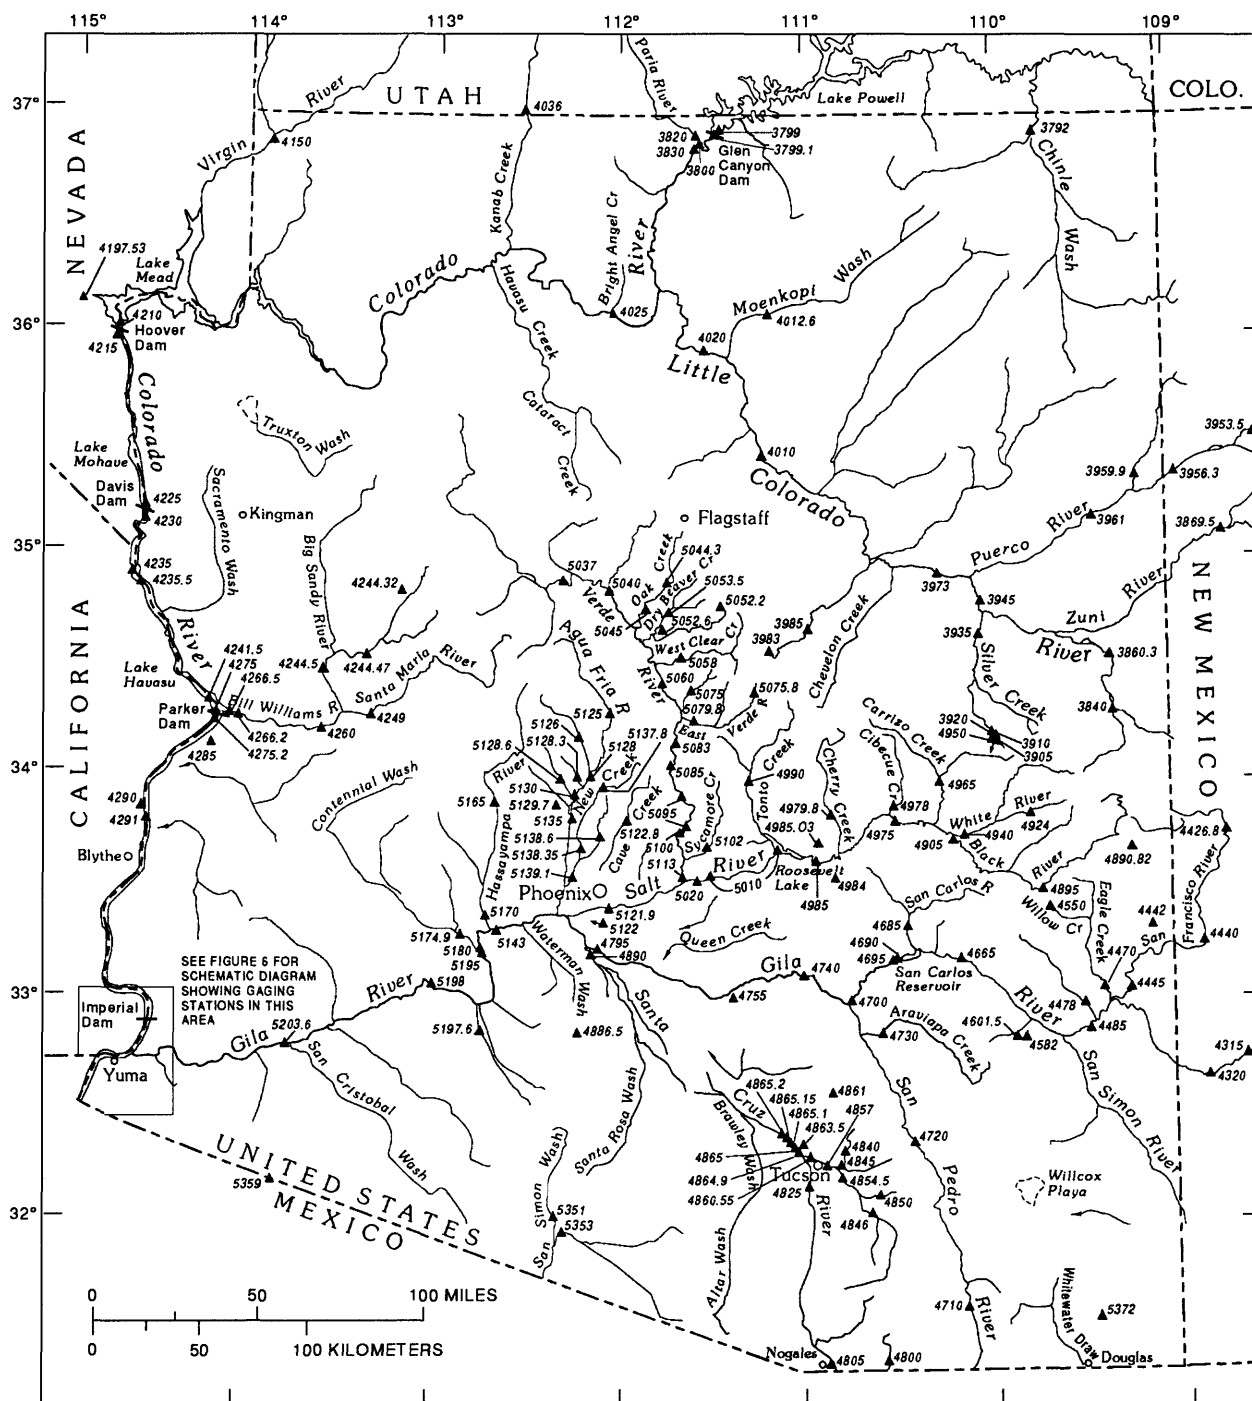 115° 114° 113° 112° 111° 110° 109°
37°
36°
35°
34°
33°
32°
UTAH
COLO.
NEVADA
CALIFORNIA
NEW MEXICO
UNITED STATES
MEXICO
Virgin River
4150
4036
Kanab Creek
Paria River
Lake Powell
3820
3830
3800
3799
3799.1
Glen
Canyon
Dam
3792
Chinle Wash
4197.53
Lake
Mead
4210
Hoover
Dam
4215
Colorado River
Bright Angel Cr
4025
Havasu Creek
Moenkopi Wash
4012.6
4020
Little Colorado River
4010
Cataract Creek
Truxton Wash
Colorado River
Lake
Mohave
Davis
Dam
4225
4230
Sacramento Wash
Kingman
Flagstaff
3953.5
3959.9
3956.3
3961
Puerco River
3869.5
3973
3945
Zuni River
3935
3860.3
3840
Silver Creek
4235
4235.5
Big Sandy River
4244.32
4244.5
4244.47
Santa Maria River
4249
5037
5040
Verde River
Oak Creek
5044.3
Dry Beaver Cr
5053.5
5052.2
5045
5052.6
West Clear Cr
5058
5060
5075
5079.8
5075.8
East Verde R
3985
3983
Chevelon Creek
4241.5
4275
4266.5
Lake
Havasu
Parker
Dam
Bill Williams R
4266.2
4275.2
4260
4285
Agua Fria R
5125
5126
5128.3
5128.6
5128
5137.8
5130
5129.7
5135
5138.6
5138.35
5139.1
New River
Cave Creek
5122.8
5083
5085
5095
5100
5113
Sycamore Cr
5102
Tonto Creek
4990
Cherry Creek
4979.8
4985.03
Cibecue Cr
Carrizo Creek
4978
4975
4965
3920
4950
3910
3905
White River
4940
4924
4905
Black River
4895
4890.82
4426.8
4290
4291
Blythe
Centennial Wash
5165
Hassayampa River
Phoenix
Salt River
5020
5010
Roosevelt
Lake
4985
4984
5121.9
5122
5170
5143
5174.9
5180
5195
5198
4795
4890
Waterman Wash
4886.5
5197.6
Queen Creek
San Carlos R
4685
4690
4695
San Carlos
Reservoir
4665
Gila River
4740
4755
4700
Willow Cr
4550
Eagle Creek
4442
San Francisco River
4440
4470
4445
4478
4485
4601.5
4582
4315
4320
Aravaipa Creek
4730
San Simon River
SEE FIGURE 6 FOR
SCHEMATIC DIAGRAM
SHOWING GAGING
STATIONS IN THIS
AREA
Imperial
Dam
Yuma
Gila River
5203.6
San Cristobal Wash
5359
San Simon Wash
5351
5353
Santa Rosa Wash
Santa Cruz River
Brawley Wash
Altar Wash
4865.2
4865.15
4865.1
4863.5
4861
4857
4840
4845
4865
4864.9
4860.55
Tucson
4825
4854.5
4850
4846
San Pedro River
4720
4710
Willcox
Playa
Whitewater Draw
5372
Douglas
Nogales
4805
4800
0 50 100 MILES
0 50 100 KILOMETERS